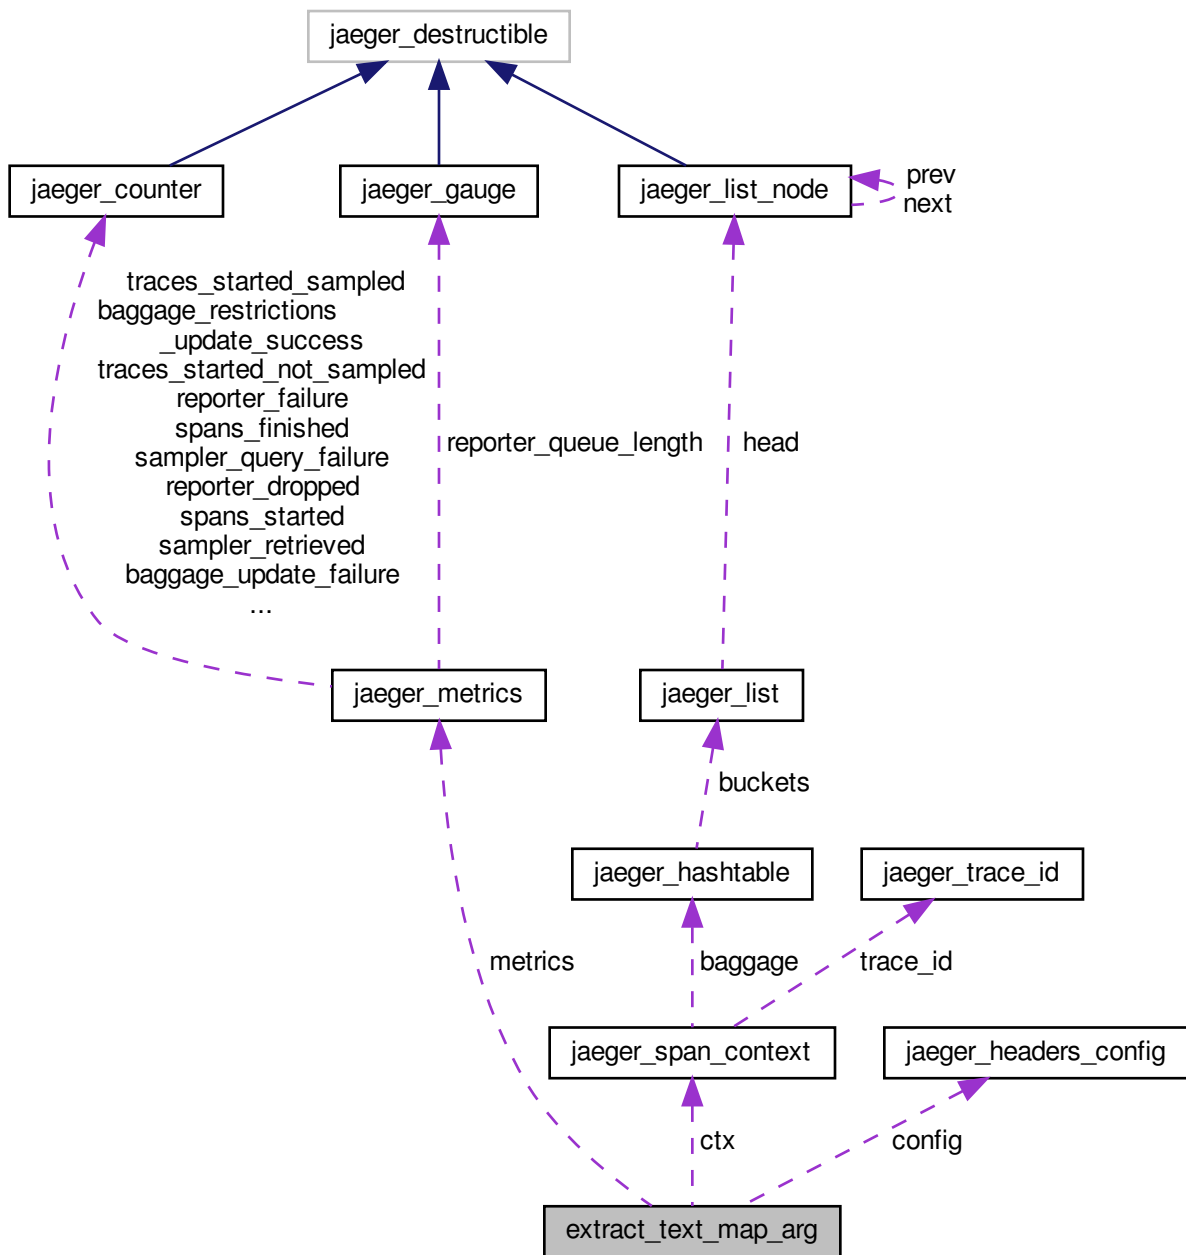 jaeger_destructible
jaeger_counter
jaeger_gauge
jaeger_list_node
prev
next
traces_started_sampled
baggage_restrictions
_update_success
traces_started_not_sampled
reporter_failure
spans_finished
sampler_query_failure
reporter_dropped
spans_started
sampler_retrieved
baggage_update_failure
...
reporter_queue_length
head
jaeger_metrics
jaeger_list
buckets
jaeger_hashtable
jaeger_trace_id
metrics
baggage
trace_id
jaeger_span_context
jaeger_headers_config
ctx
config
extract_text_map_arg